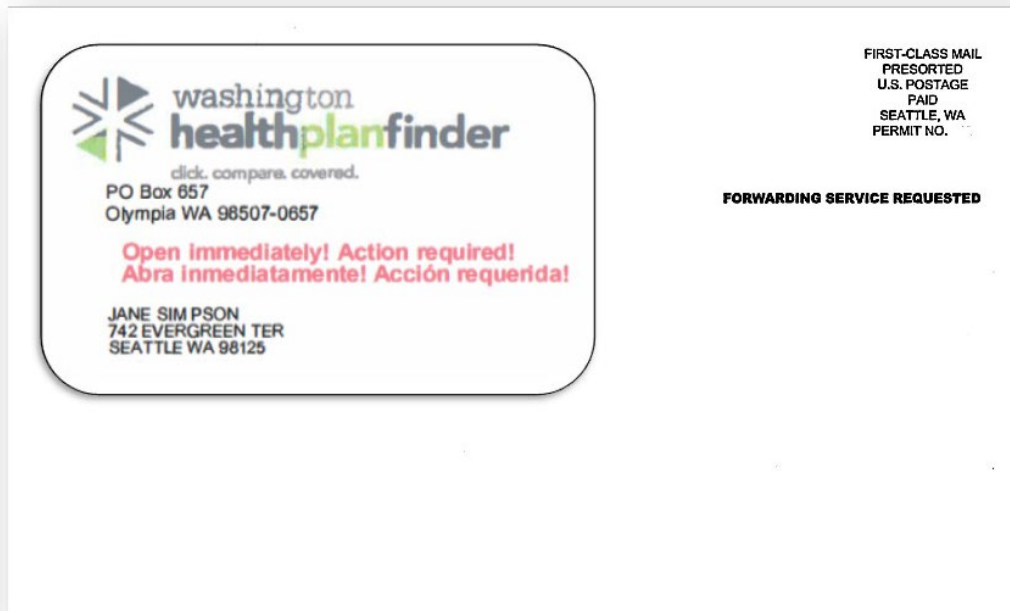 washington
healthplanfinder
click. compare. covered.
PO Box 657
Olympia WA 98507-0657
Open immediately! Action required!
Abra inmediatamente! Acción requerida!
JANE SIM PSON
742 EVERGREEN TER
SEATTLE WA 98125
FIRST-CLASS MAIL
PRESORTED
U.S. POSTAGE
PAID
SEATTLE, WA
PERMIT NO.
FORWARDING SERVICE REQUESTED